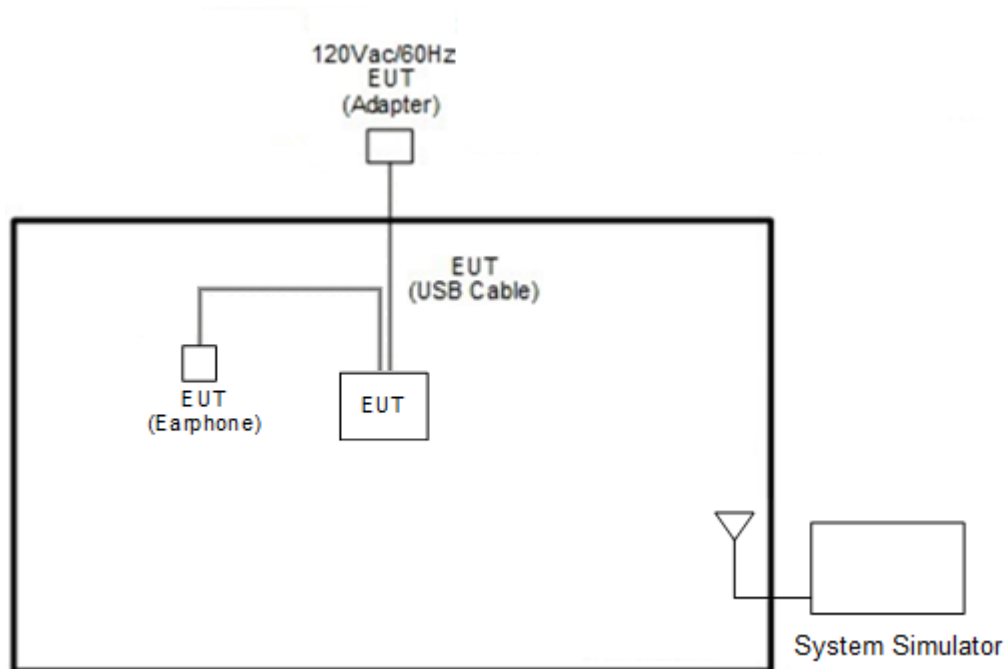 120Vac/60Hz
EUT
(Adapter)
EUT
(USB Cable)
EUT
(Earphone)
EUT
System Simulator